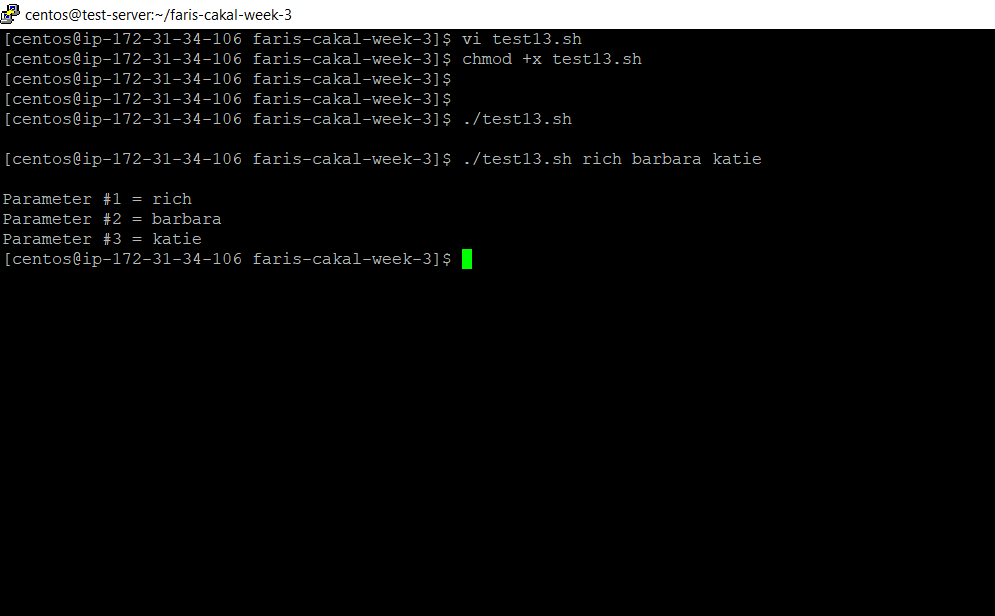 centos@test-server:~/faris-cakal-week-3
[centos@ip-172-31-34-106 faris-cakal-week-3]$ vi test13.sh
[centos@ip-172-31-34-106 faris-cakal-week-3]$ chmod +x test13.sh
[centos@ip-172-31-34-106 faris-cakal-week-3]$
[centos@ip-172-31-34-106 faris-cakal-week-3]$
[centos@ip-172-31-34-106 faris-cakal-week-3]$ ./test13.sh
[centos@ip-172-31-34-106 faris-cakal-week-3]$ ./test13.sh rich barbara katie
Parameter #1 = rich
Parameter #2 = barbara
Parameter #3 = katie
[centos@ip-172-31-34-106 faris-cakal-week-3]$